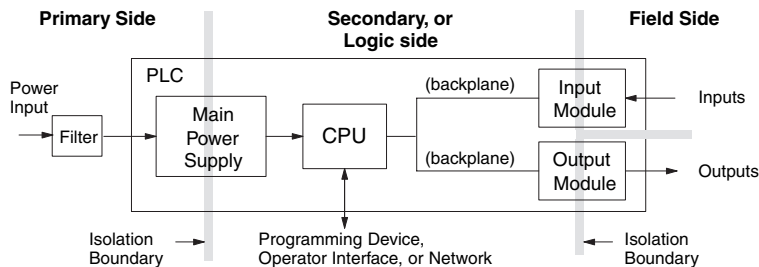 Primary Side
Secondary, or
Logic side
Field Side
PLC
Power
Input
Filter
Main
Power
Supply
CPU
(backplane)
(backplane)
Input
Module
Output
Module
Inputs
Outputs
Isolation
Boundary
Programming Device,
Operator Interface, or Network
Isolation
Boundary